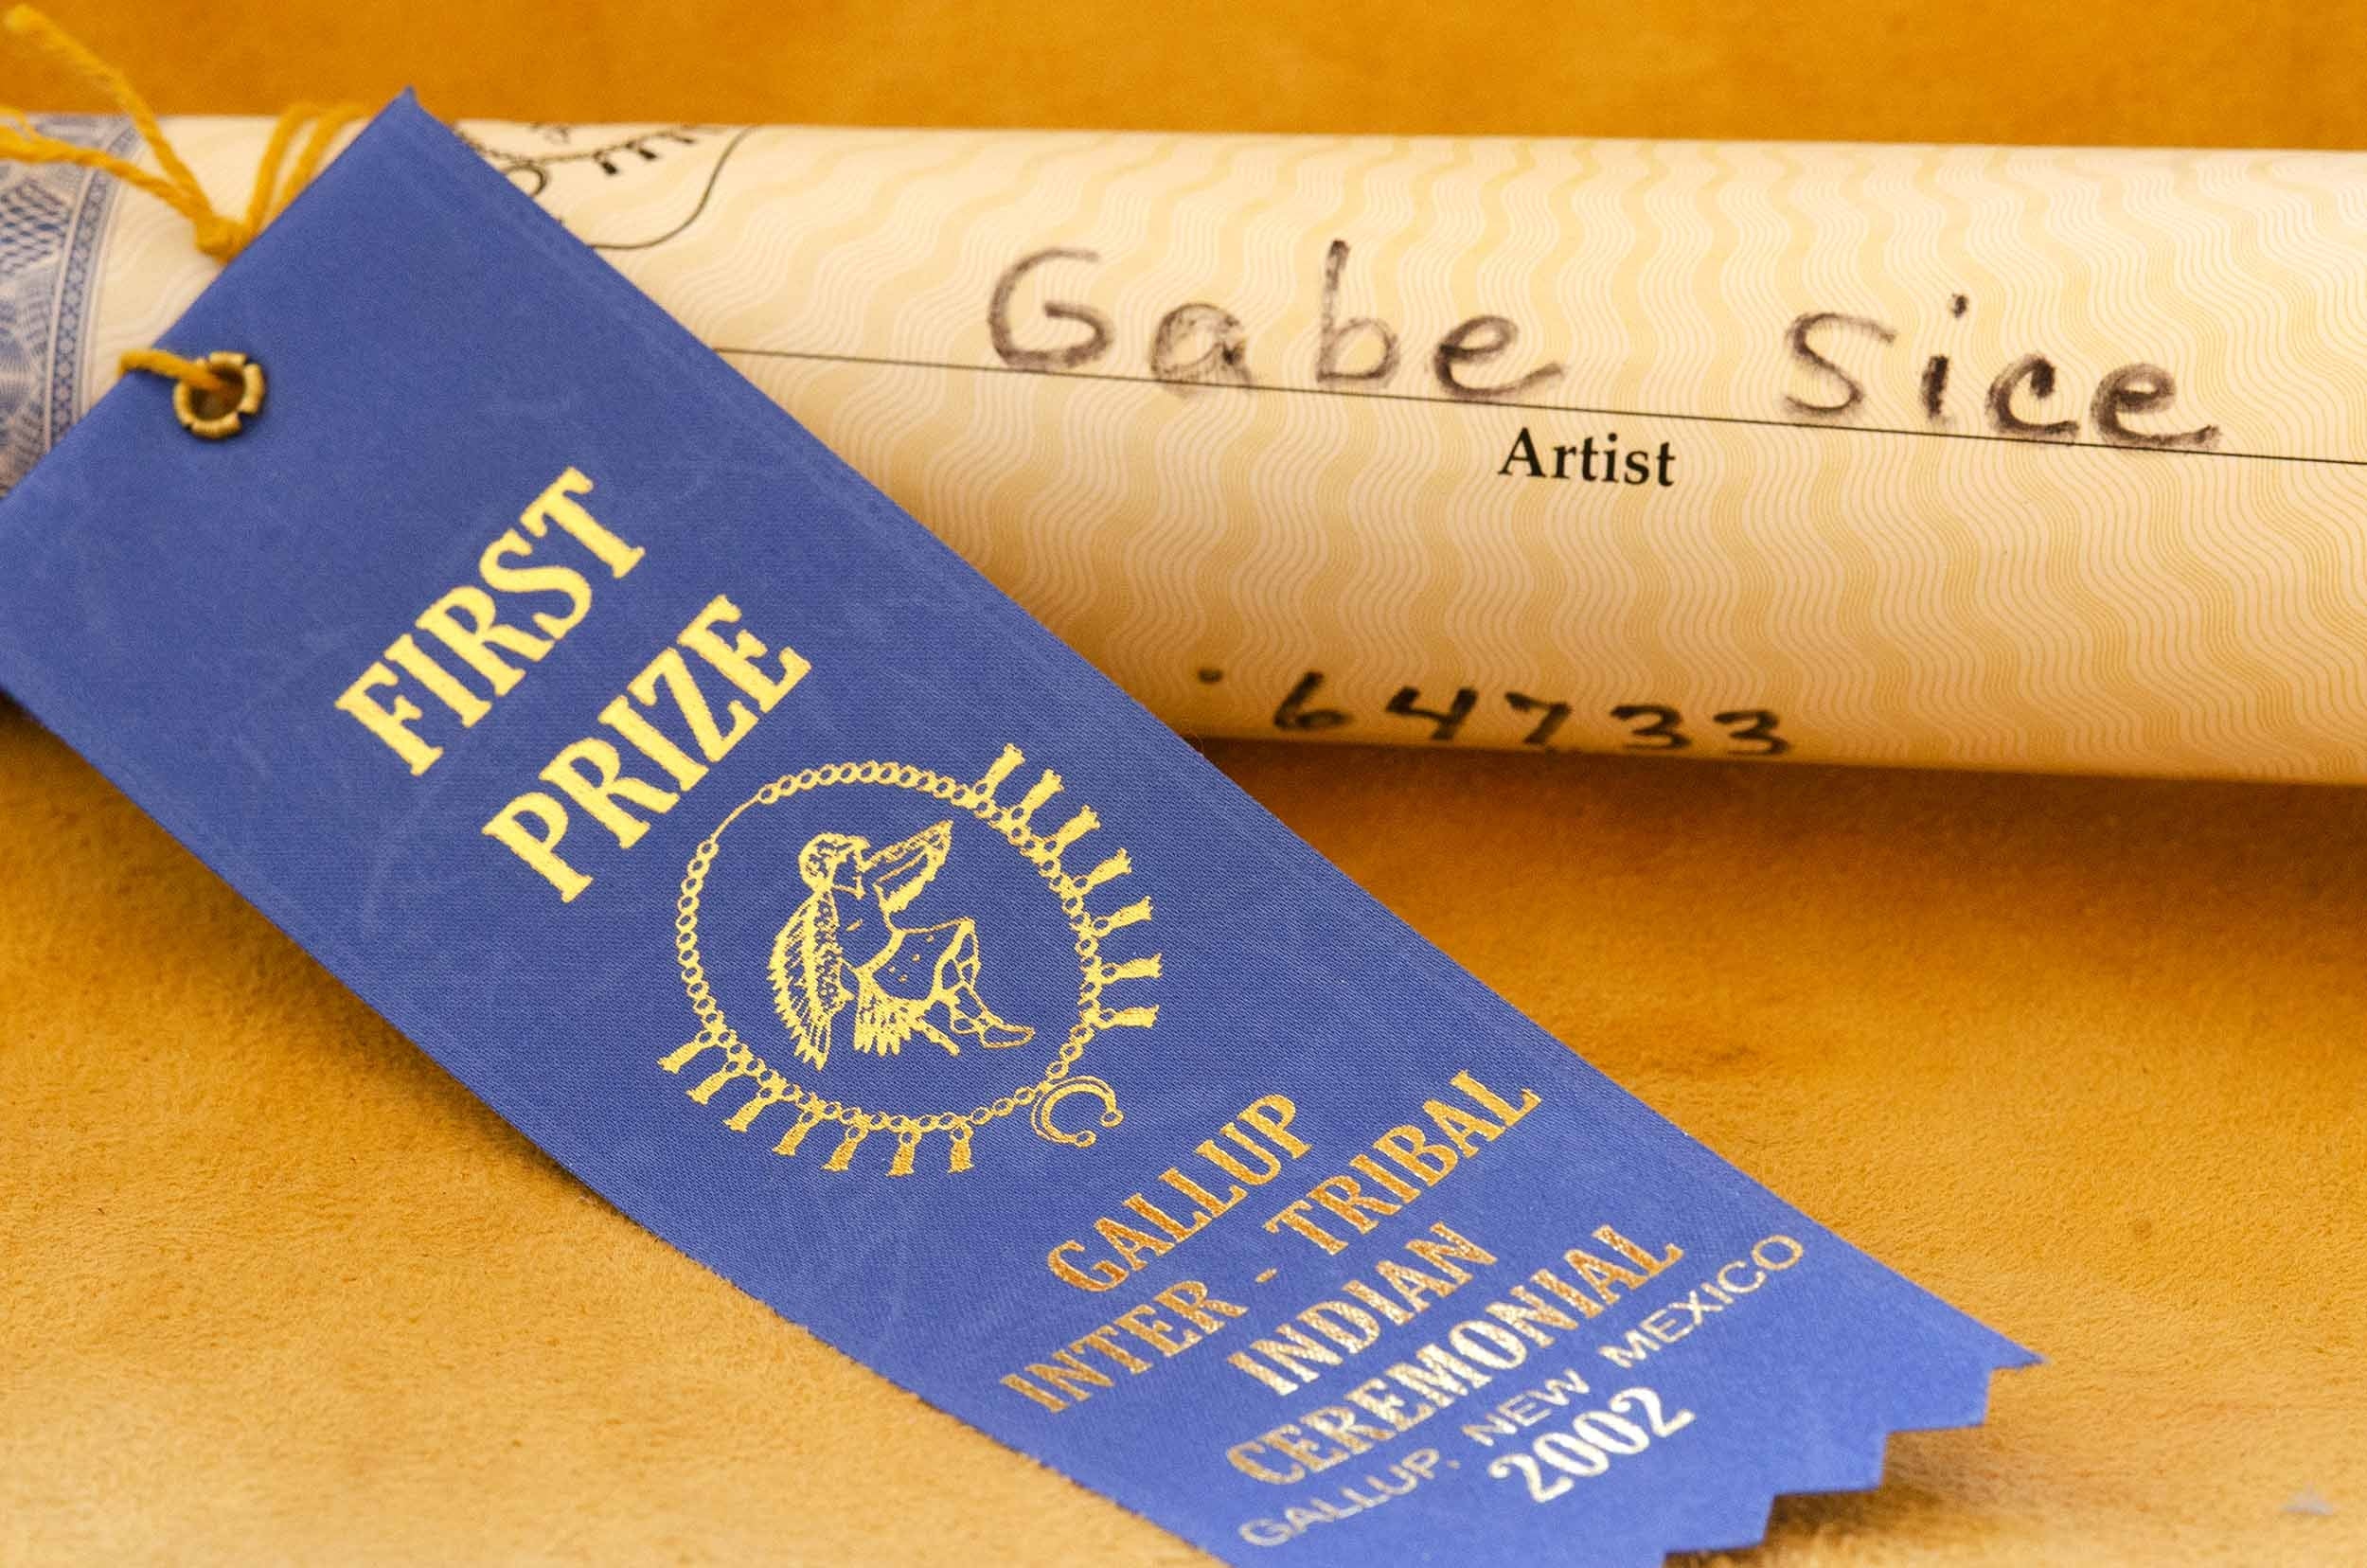 Gabe Sice
Artist
64733
FIRST
PRIZE
GALLUP
INTER - TRIBAL
INDIAN
CEREMONIAL
GALLUP, NEW MEXICO
2002